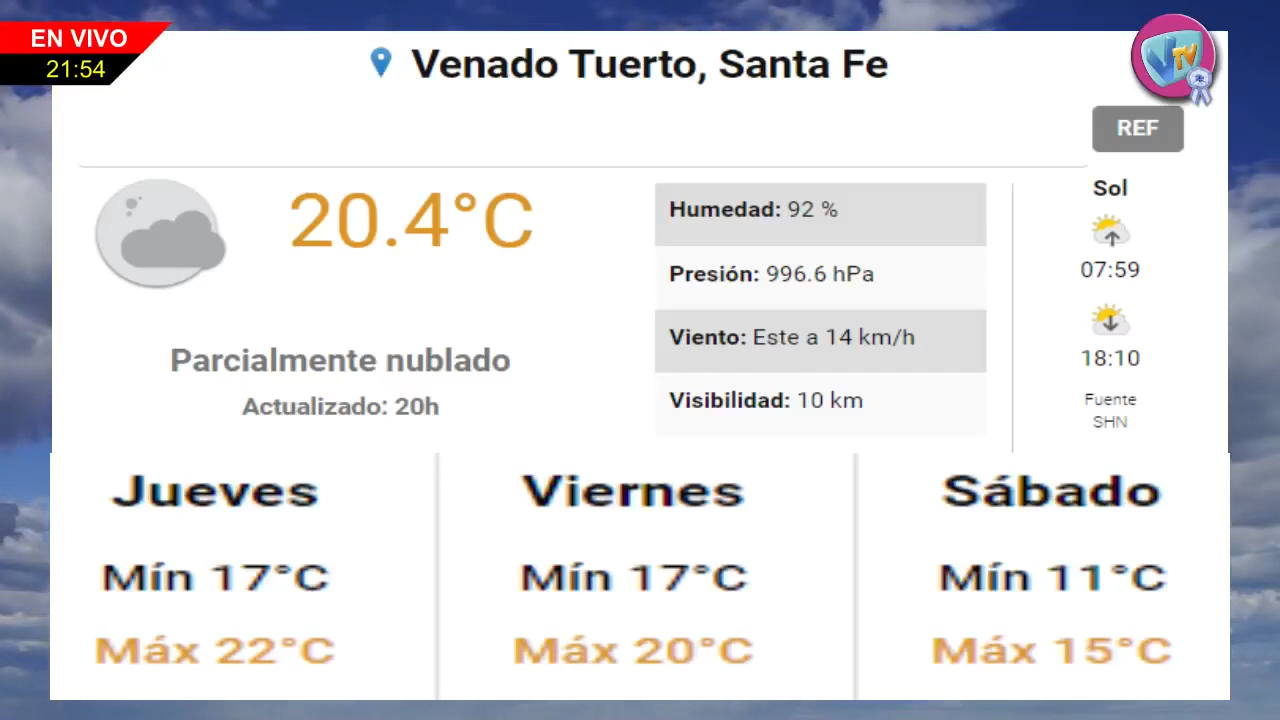 EN VIVO
21:54
Venado Tuerto, Santa Fe
VTV
REF
20.4°C
Parcialmente nublado
Actualizado: 20h
Humedad: 92 %
Presión: 996.6 hPa
Viento: Este a 14 km/h
Visibilidad: 10 km
Sol
07:59
18:10
Fuente
SHN
Jueves
Mín 17°C
Máx 22°C
Viernes
Mín 17°C
Máx 20°C
Sábado
Mín 11°C
Máx 15°C